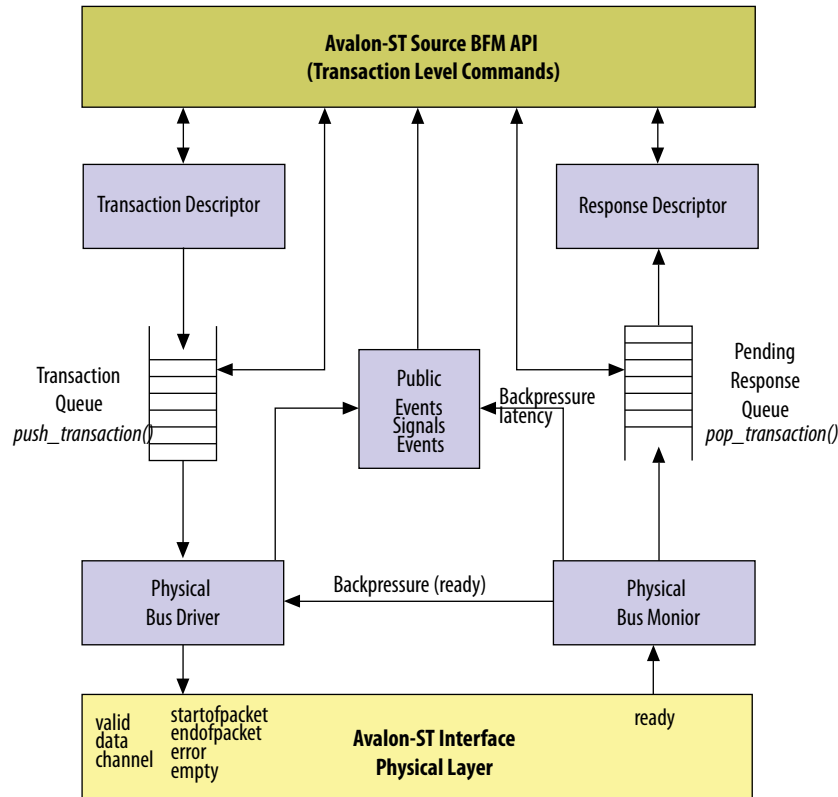 Avalon-ST Source BFM API
(Transaction Level Commands)
Transaction Descriptor
Response Descriptor
Transaction
Queue
push_transaction()
Public
Events
Signals
Events
Backpressure
latency
Pending
Response
Queue
pop_transaction()
Physical
Bus Driver
Backpressure (ready)
Physical
Bus Monior
valid
data
channel
startofpacket
endofpacket
error
empty
Avalon-ST Interface
Physical Layer
ready